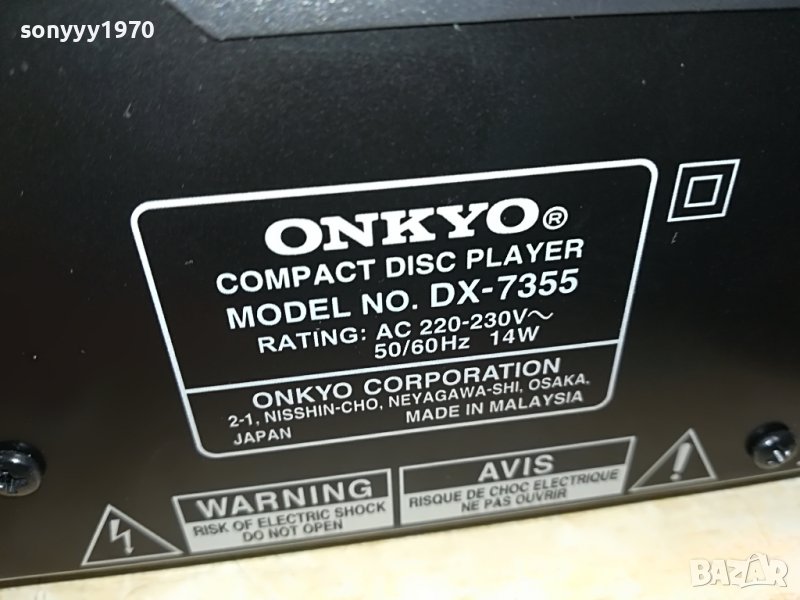 sonyyy1970
ONKYO®
COMPACT DISC PLAYER
MODEL NO. DX-7355
RATING: AC 220-230V~
50/60Hz 14W
ONKYO CORPORATION
2-1, NISSHIN-CHO, NEYAGAWA-SHI, OSAKA,
JAPAN MADE IN MALAYSIA
WARNING
RISK OF ELECTRIC SHOCK
DO NOT OPEN
AVIS
RISQUE DE CHOC ELECTRIQUE
NE PAS OUVRIR
BAZAR